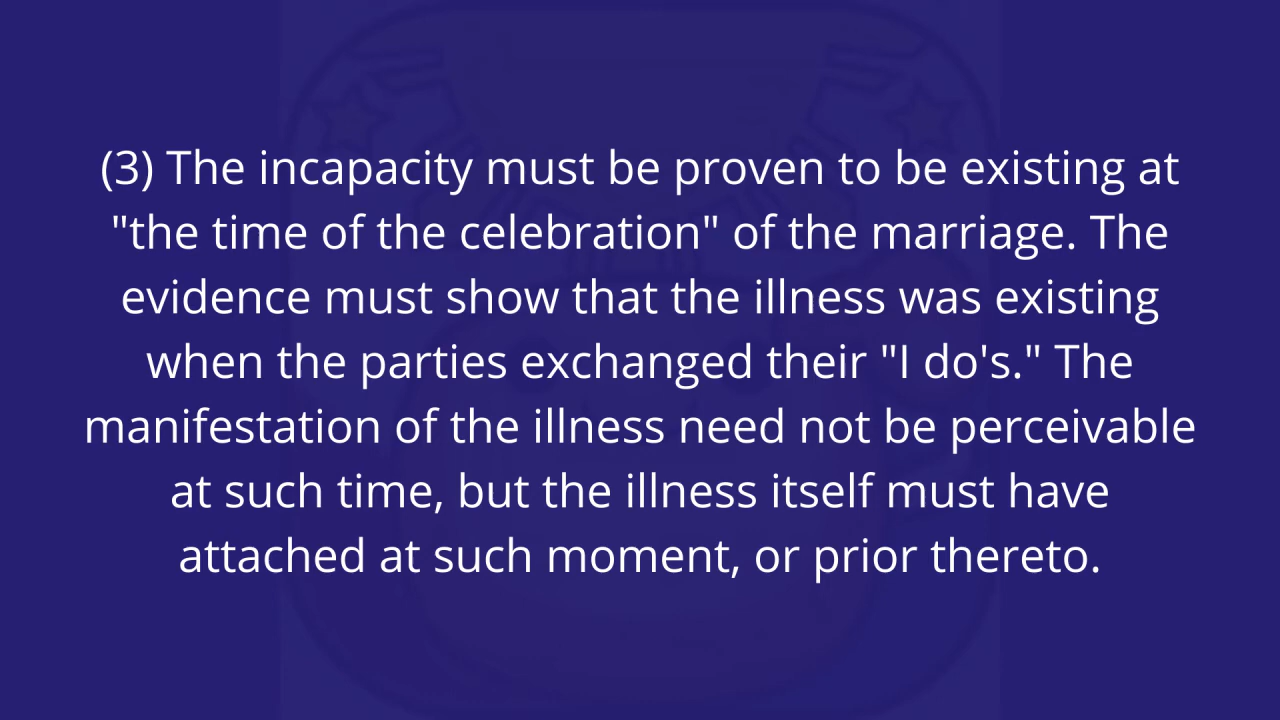 (3) The incapacity must be proven to be existing at
"the time of the celebration" of the marriage. The
evidence must show that the illness was existing
when the parties exchanged their "I do's." The
manifestation of the illness need not be perceivable
at such time, but the illness itself must have
attached at such moment, or prior thereto.